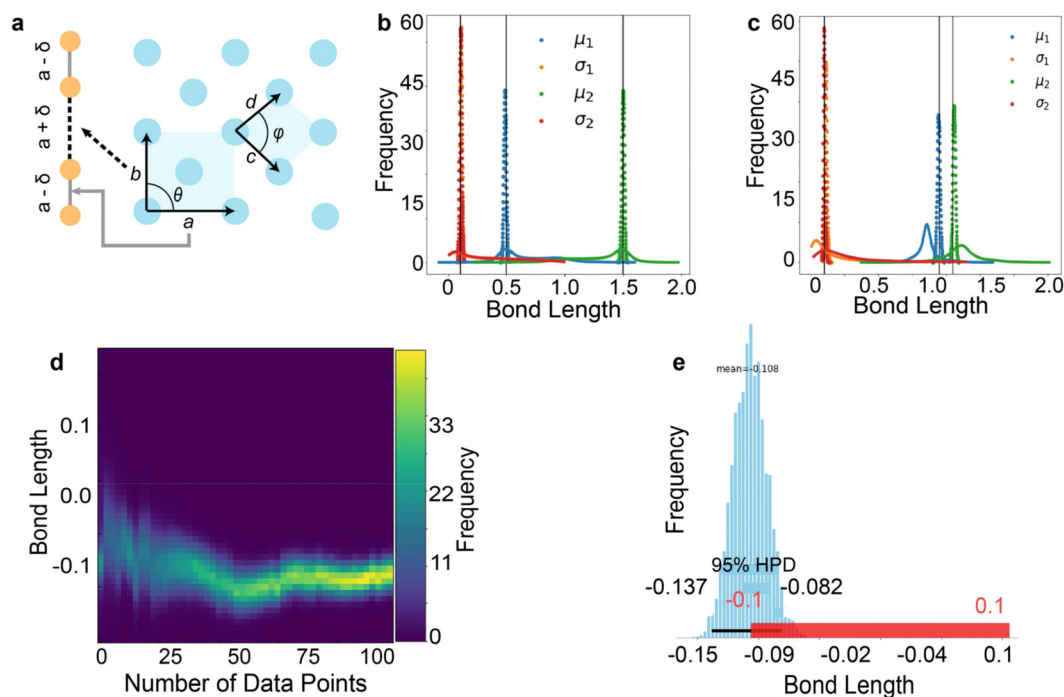 a
a - δ
a + δ
a - δ
b
θ
a
d
φ
c
b
60
45
30
15
0
Frequency
μ1
σ1
μ2
σ2
0 0.5 1.0 1.5 2.0
Bond Length
c
60
45
30
15
0
Frequency
μ1
σ1
μ2
σ2
0 0.5 1.0 1.5 2.0
Bond Length
d
0.1
0.0
-0.1
Bond Length
0 25 50 75 100
Number of Data Points
33
22
11
0
Frequency
e
mean=-0.108
Frequency
95% HPD
-0.137 -0.082
-0.1 0.1
-0.15 -0.09 -0.02 -0.04 0.1
Bond Length